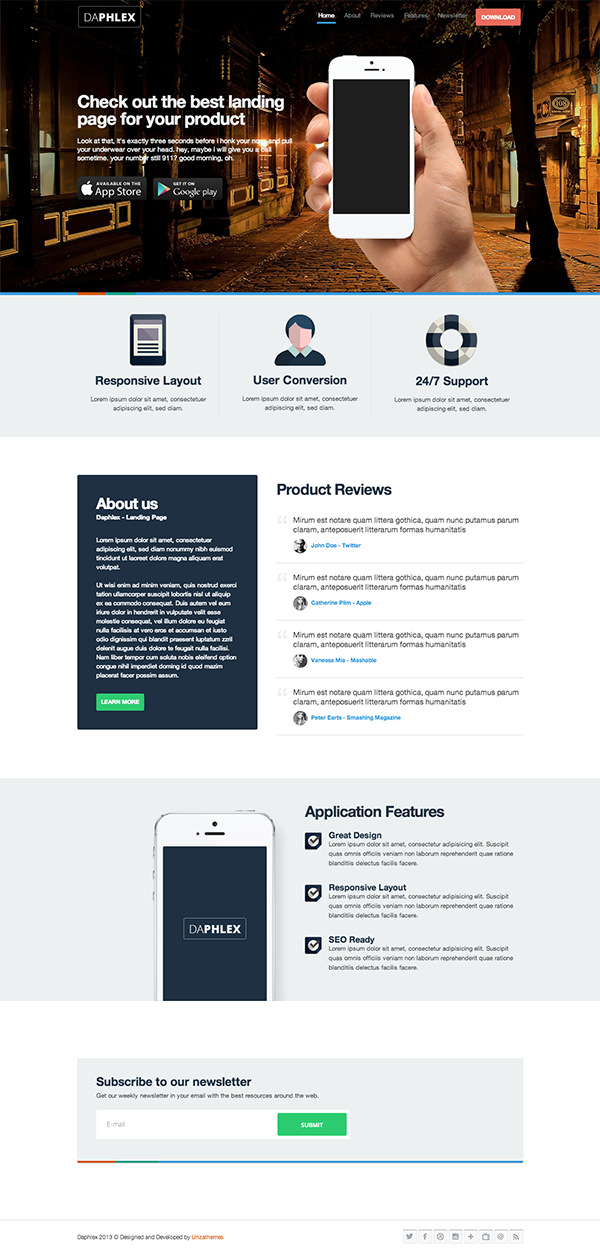 DAPHLEX
Home About Reviews Features Newsletter DOWNLOAD
Check out the best landing
page for your product
Look at that, it's exactly three seconds before i honk your nose and pull
your underwear over your head. hey, maybe i will give you a call
sometime. your number still 911? good morning, oh.
AVAILABLE ON THE
App Store
GET IT ON
Google play
108
Responsive Layout
Lorem ipsum dolor sit amet, consectetuer
adipiscing elit, sed diam.
User Conversion
Lorem ipsum dolor sit amet, consectetuer
adipiscing elit, sed diam.
24/7 Support
Lorem ipsum dolor sit amet, consectetuer
adipiscing elit, sed diam.
About us
Daphlex - Landing Page
Lorem ipsum dolor sit amet, consectetuer
adipiscing elit, sed diam nonummy nibh euismod
tincidunt ut laoreet dolore magna aliquam erat
volutpat.
Ut wisi enim ad minim veniam, quis nostrud exerci
tation ullamcorper suscipit lobortis nisl ut aliquip
ex ea commodo consequat. Duis autem vel eum
iriure dolor in hendrerit in vulputate velit esse
molestie consequat, vel illum dolore eu feugiat
nulla facilisis at vero eros et accumsan et iusto
odio dignissim qui blandit praesent luptatum zzril
delenit augue duis dolore te feugait nulla facilisi.
Nam liber tempor cum soluta nobis eleifend option
congue nihil imperdiet doming id quod mazim
placerat facer possim assum.
LEARN MORE
Product Reviews
Mirum est notare quam littera gothica, quam nunc putamus parum
claram, anteposuerit litterarum formas humanitatis
John Doe - Twitter
Mirum est notare quam littera gothica, quam nunc putamus parum
claram, anteposuerit litterarum formas humanitatis
Catherine Pilm - Apple
Mirum est notare quam littera gothica, quam nunc putamus parum
claram, anteposuerit litterarum formas humanitatis
Vanessa Mia - Mashable
Mirum est notare quam littera gothica, quam nunc putamus parum
claram, anteposuerit litterarum formas humanitatis
Peter Earts - Smashing Magazine
DAPHLEX
Application Features
Great Design
Lorem ipsum dolor sit amet, consectetur adipisicing elit. Suscipit
quas omnis officiis veniam non laborum reprehenderit quae ratione
blanditiis delectus facilis facere.
Responsive Layout
Lorem ipsum dolor sit amet, consectetur adipisicing elit. Suscipit
quas omnis officiis veniam non laborum reprehenderit quas ratione
blanditiis delectus facilis facere.
SEO Ready
Lorem ipsum dolor sit amet, consectetur adipisicing elit. Suscipit
quas omnis officiis veniam non laborum reprehenderit quas ratione
blanditiis delectus facilis facere.
Subscribe to our newsletter
Get our weekly newsletter in your email with the best resources around the web.
E-mail
SUBMIT
Daphlex 2013 © Designed and Developed by Unzathemes